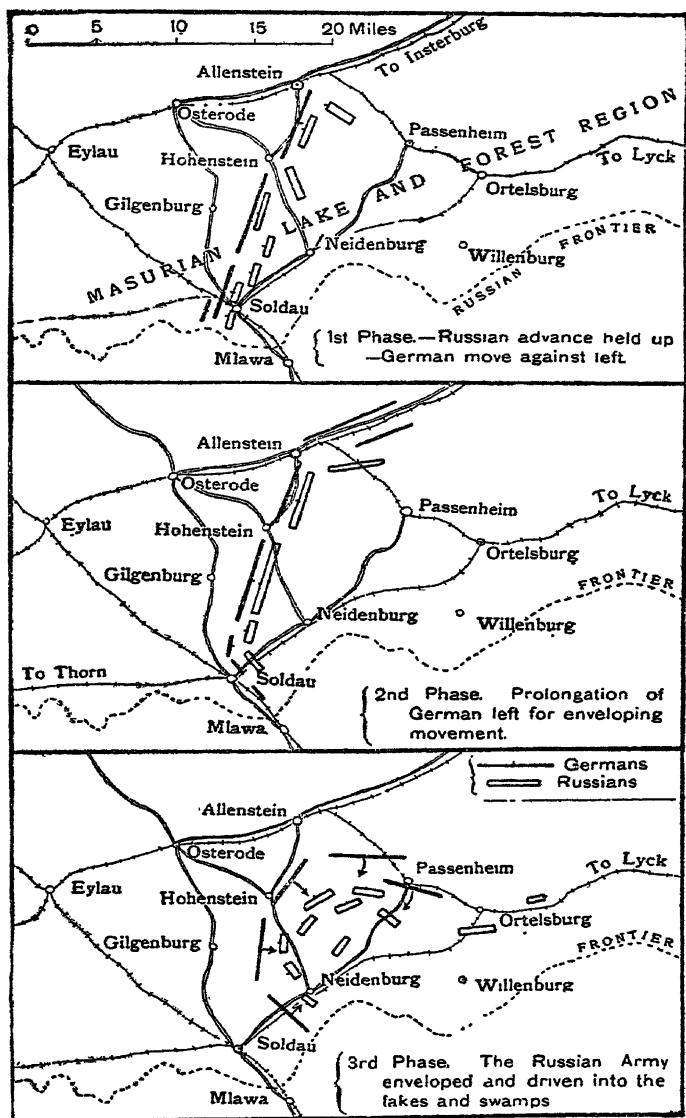 0 5 10 15 20 Miles
Allenstein
To Insterburg
Osterode
Eylau
Passenheim
Hohenstein
To Lyck
Ortelsburg
Gilgenburg
MASURIAN LAKE AND FOREST REGION
Neidenburg
Willenburg
RUSSIAN FRONTIER
Soldau
Mlawa
1st Phase.—Russian advance held up
—German move against left
Allenstein
Osterode
Eylau
Hohenstein
Passenheim
To Lyck
Ortelsburg
Gilgenburg
FRONTIER
Neidenburg
Willenburg
To Thorn
Soldau
Mlawa
2nd Phase. Prolongation of
German left for enveloping
movement.
Germans
Russians
Allenstein
Osterode
Eylau
Passenheim
To Lyck
Hohenstein
Ortelsburg
Gilgenburg
FRONTIER
Neidenburg
Willenburg
Soldau
Mlawa
3rd Phase. The Russian Army
enveloped and driven into the
lakes and swamps